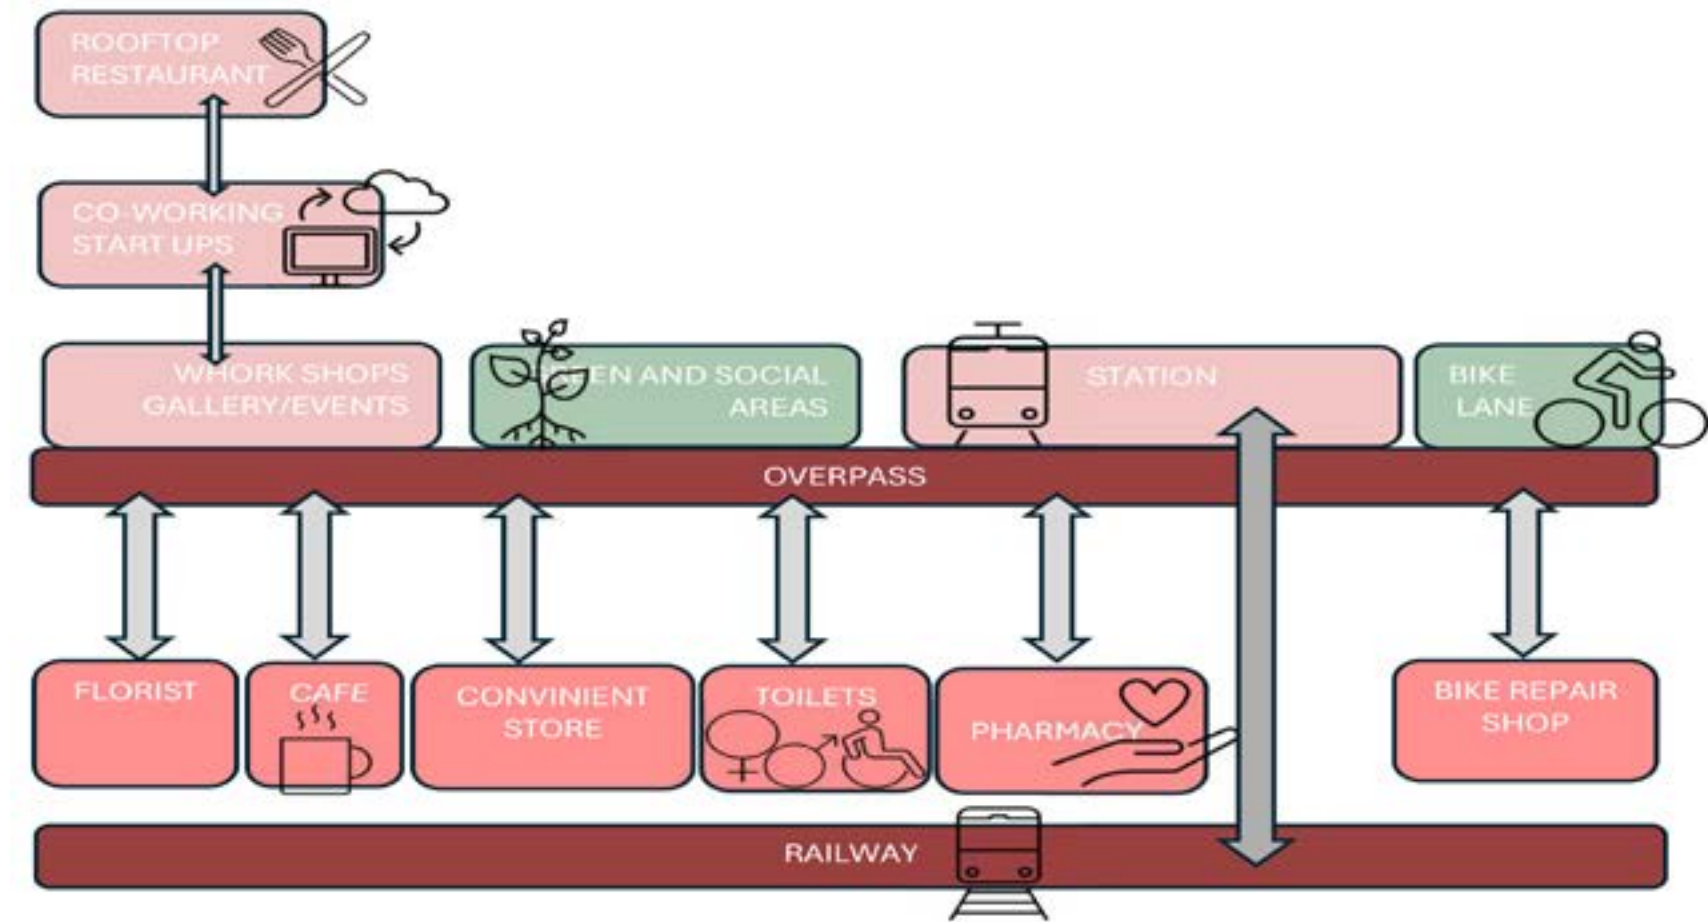 ROOFTOP
RESTAURANT
CO-WORKING
START UPS
WHORK SHOPS
GALLERY/EVENTS
GREEN AND SOCIAL
AREAS
STATION
BIKE
LANE
OVERPASS
FLORIST
CAFE
CONVINIENT
STORE
TOILETS
PHARMACY
BIKE REPAIR
SHOP
RAILWAY